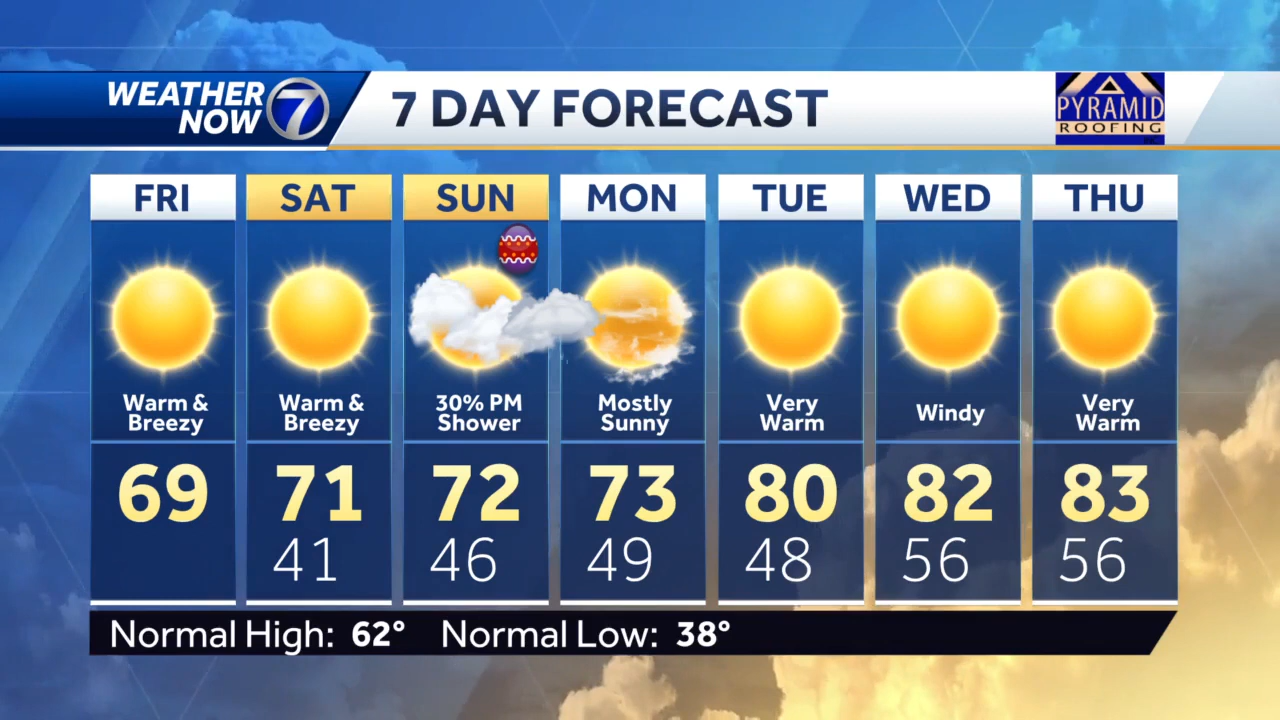 WEATHER
NOW 7
7 DAY FORECAST
PYRAMID
ROOFING
FRI SAT SUN MON TUE WED THU
Warm & Breezy Warm & Breezy 30% PM Shower Mostly Sunny Very Warm Windy Very Warm
69 71 72 73 80 82 83
41 46 49 48 56 56
Normal High: 62° Normal Low: 38°